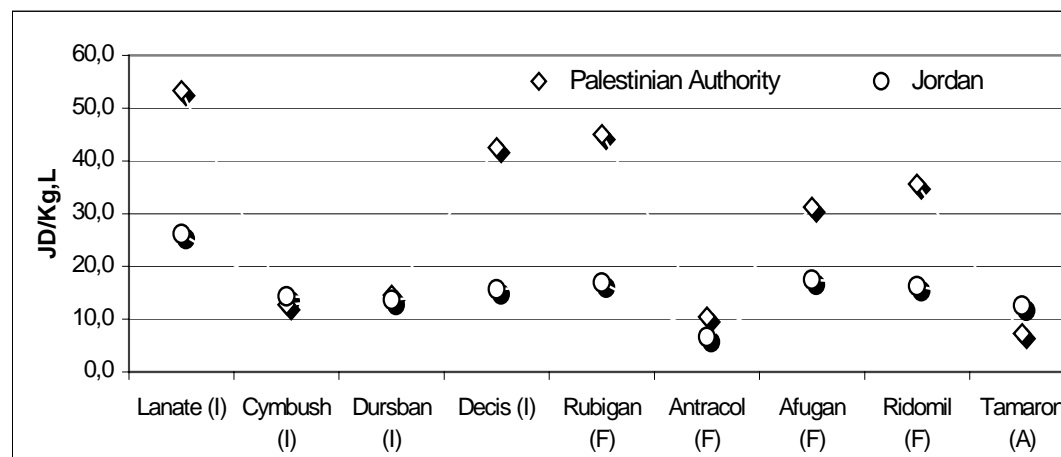 60,0
Palestinian Authority Jordan
50,0
40,0
30,0
20,0
10,0
0,0
JD/Kg,L
Lanate (I) Cymbush Dursban Decis (I) Rubigan Antracol Afugan Ridomil Tamaron
(I) (I) (F) (F) (F) (F) (A)